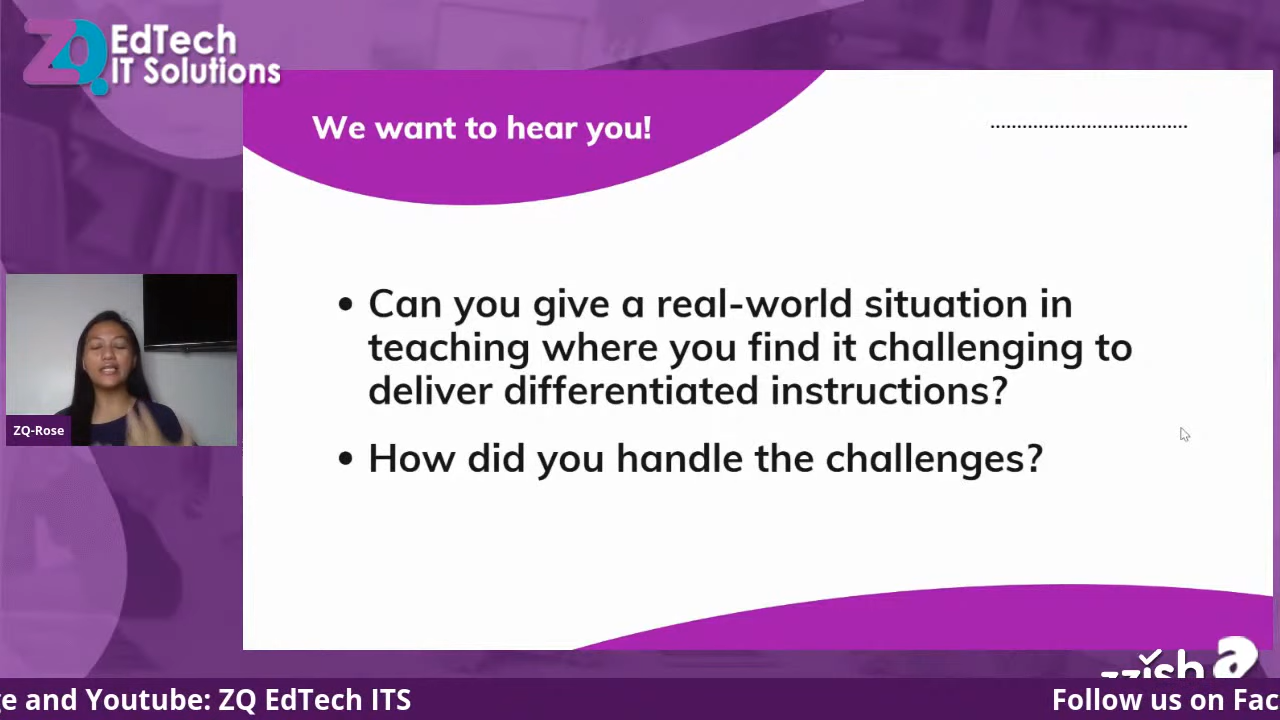 ZQ EdTech
IT Solutions
We want to hear you!
• Can you give a real-world situation in
teaching where you find it challenging to
deliver differentiated instructions?
• How did you handle the challenges?
ZQ-Rose
zzish a
e and Youtube: ZQ EdTech ITS
Follow us on Fac